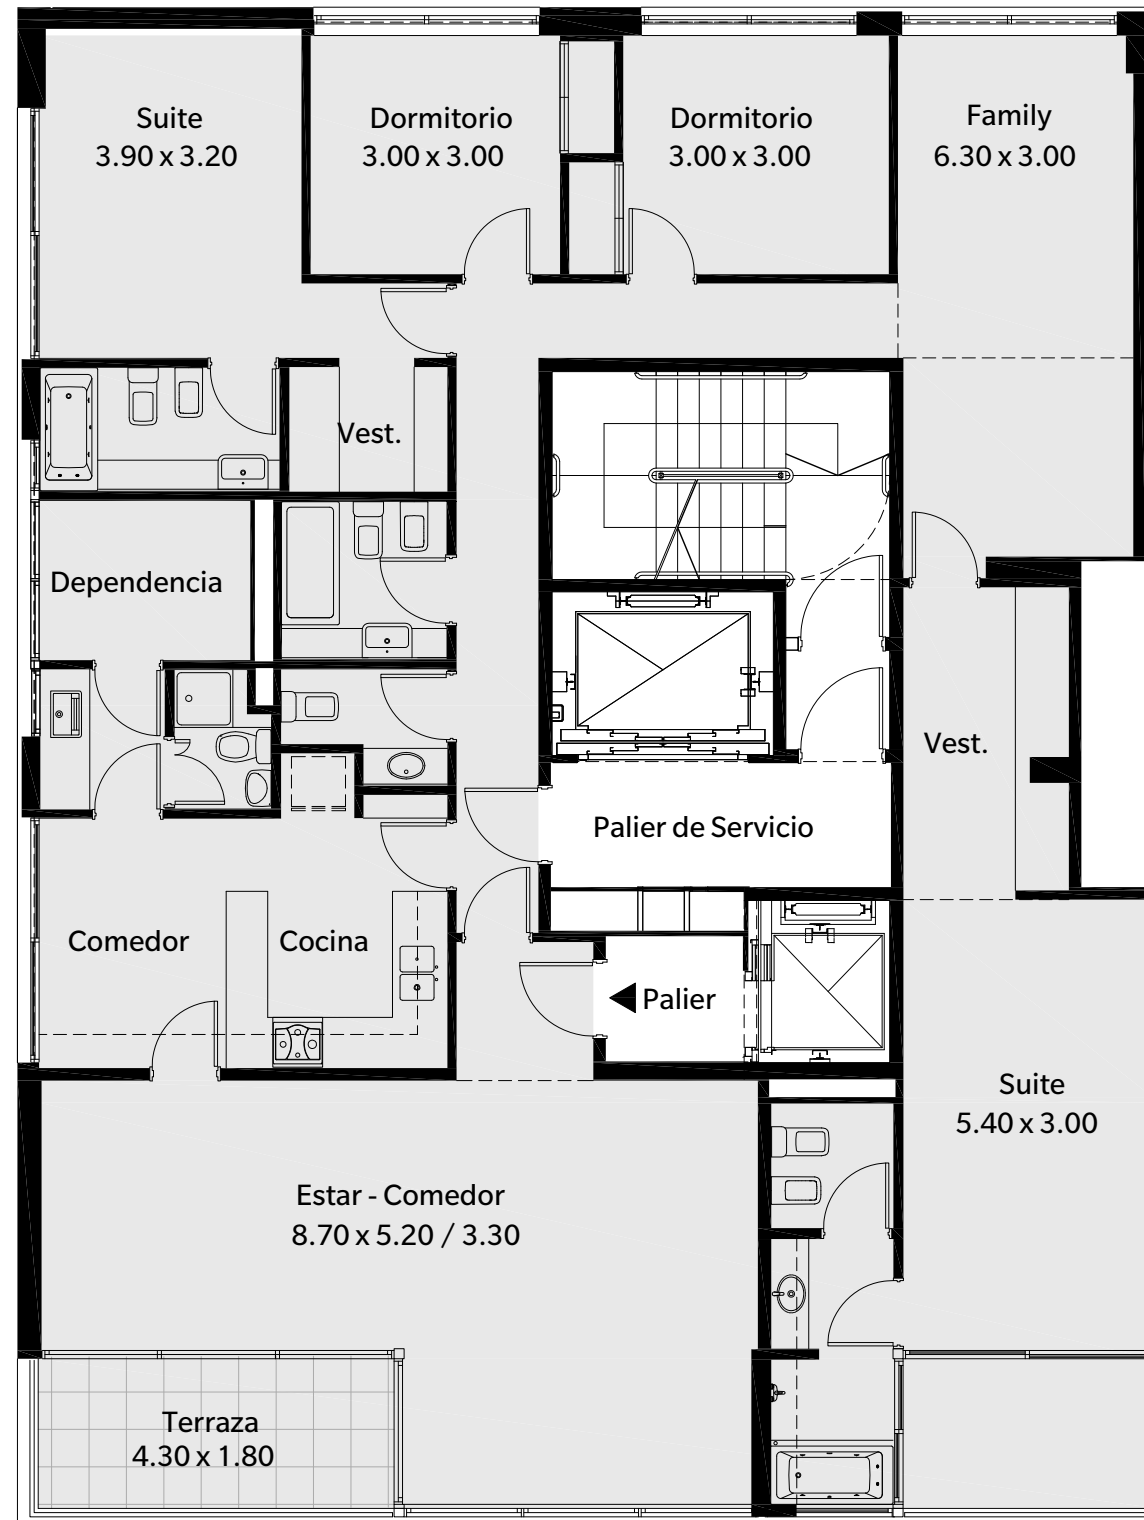 Suite
3.90 x 3.20
Dormitorio
3.00 x 3.00
Dormitorio
3.00 x 3.00
Family
6.30 x 3.00
Vest.
Dependencia
Vest.
Palier de Servicio
Comedor
Cocina
Palier
Suite
5.40 x 3.00
Estar - Comedor
8.70 x 5.20 / 3.30
Terraza
4.30 x 1.80